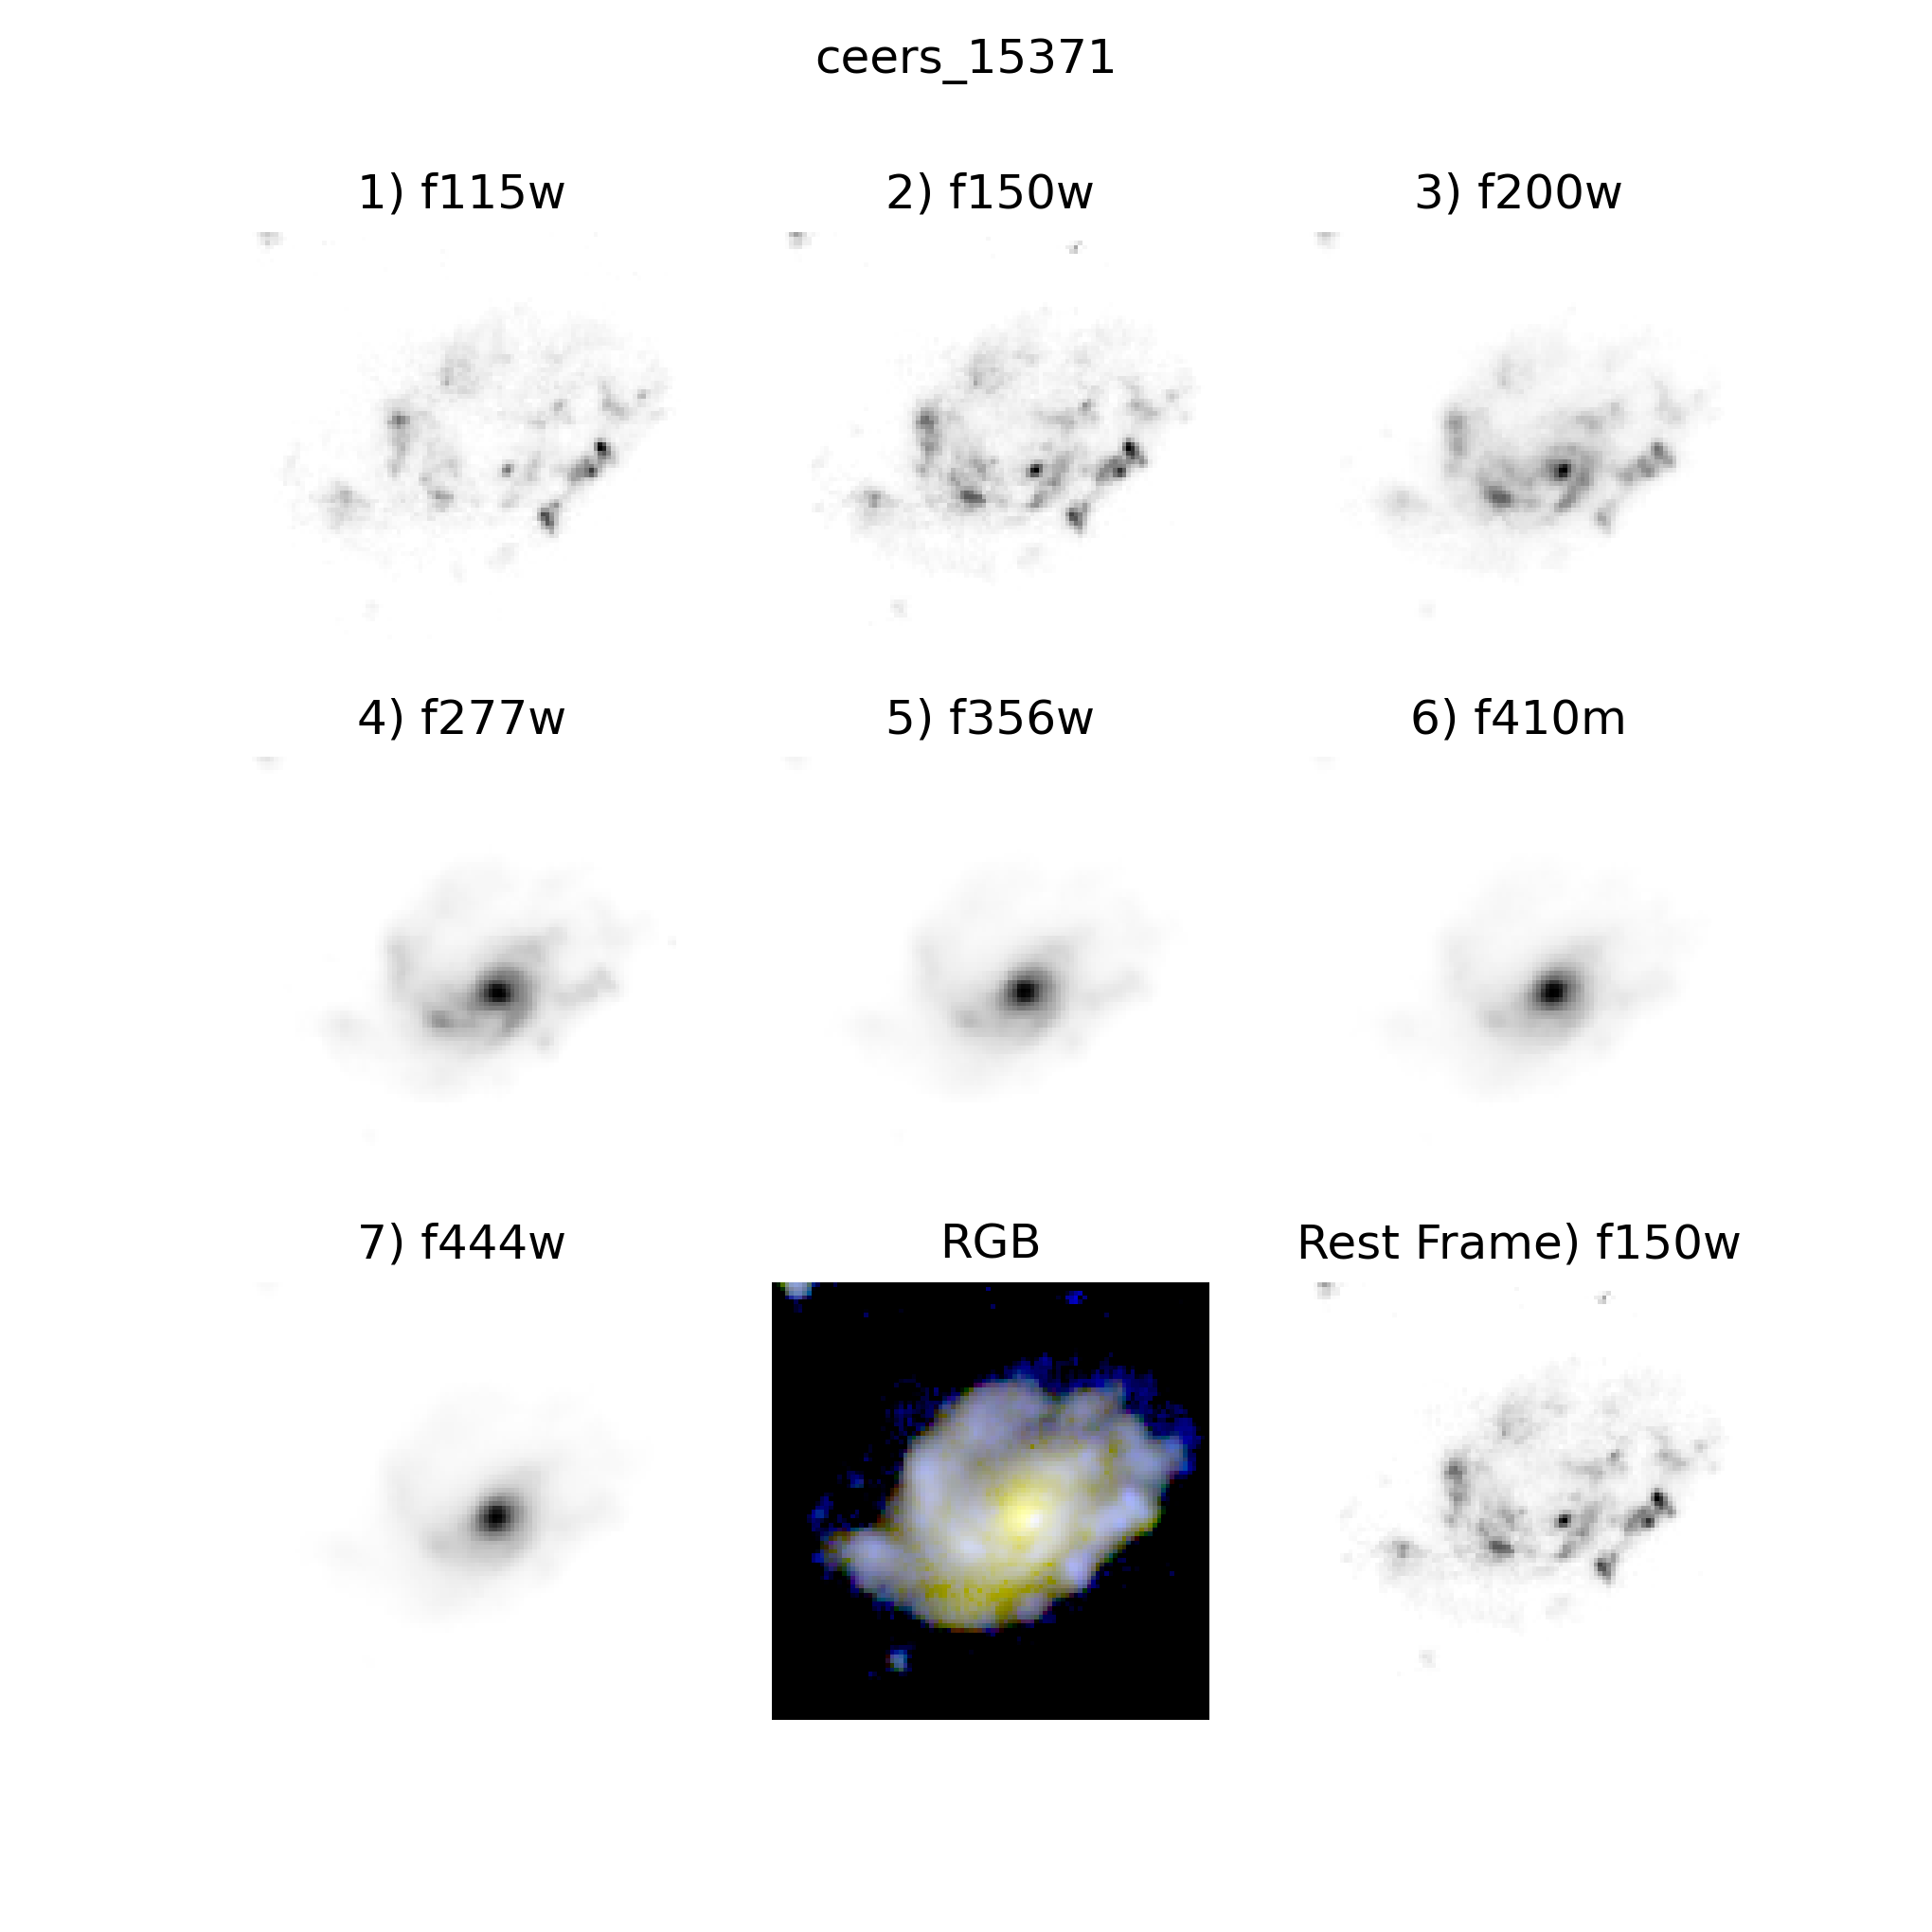 ceers_15371
1) f115w
2) f150w
3) f200w
4) f277w
5) f356w
6) f410m
7) f444w
RGB
Rest Frame) f150w